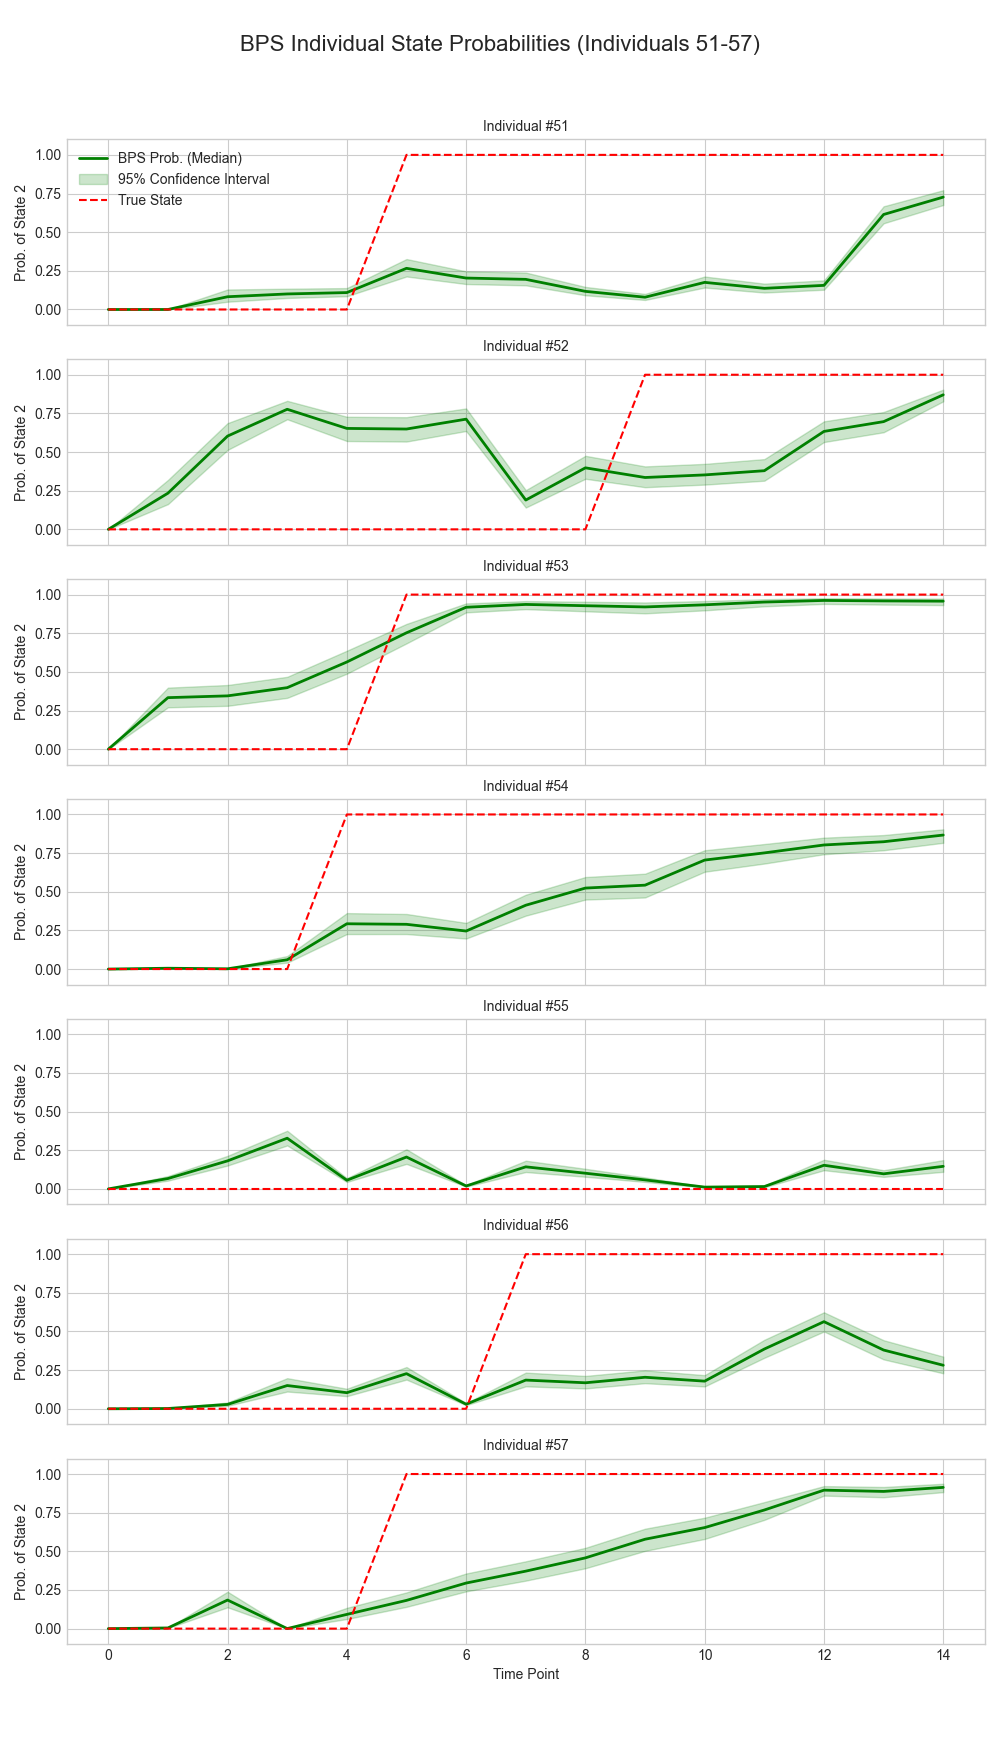 BPS Individual State Probabilities (Individuals 51-57)
Individual #51
BPS Prob. (Median)
95% Confidence Interval
True State
Prob. of State 2
1.00
0.75
0.50
0.25
0.00
Individual #52
Prob. of State 2
1.00
0.75
0.50
0.25
0.00
Individual #53
Prob. of State 2
1.00
0.75
0.50
0.25
0.00
Individual #54
Prob. of State 2
1.00
0.75
0.50
0.25
0.00
Individual #55
Prob. of State 2
1.00
0.75
0.50
0.25
0.00
Individual #56
Prob. of State 2
1.00
0.75
0.50
0.25
0.00
Individual #57
Prob. of State 2
1.00
0.75
0.50
0.25
0.00
0 2 4 6 8 10 12 14
Time Point